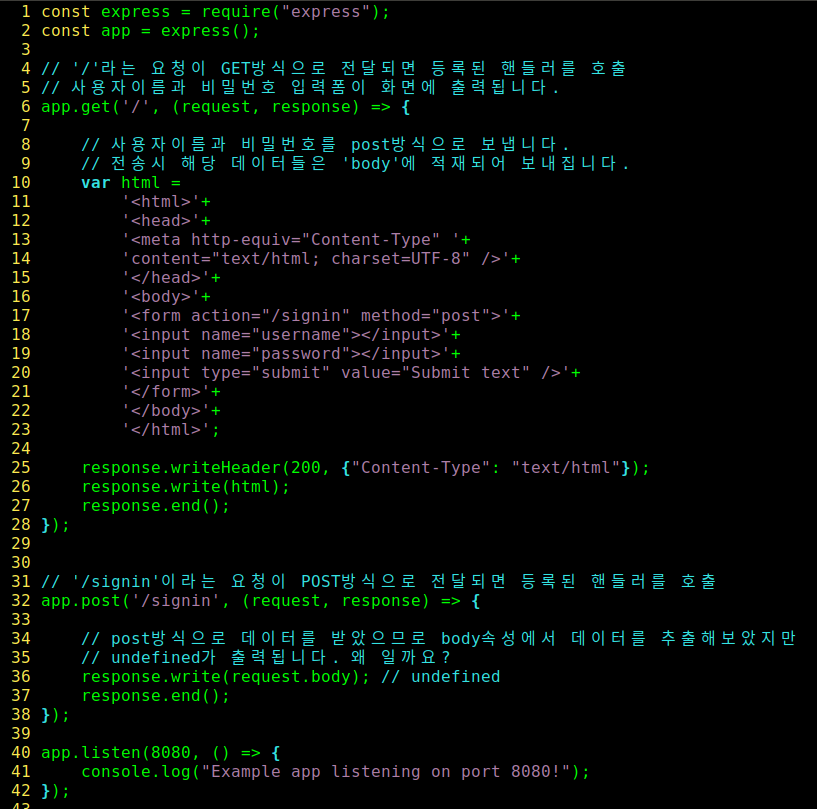 1 const express = require("express");
2 const app = express();
3
4 // '/'라는 요청이 GET방식으로 전달되면 등록된 핸들러를 호출
5 // 사용자이름과 비밀번호 입력폼이 화면에 출력됩니다.
6 app.get('/', (request, response) => {
7
8     // 사용자이름과 비밀번호를 post방식으로 보냅니다.
9     // 전송시 해당 데이터들은 'body'에 적재되어 보내집니다.
10     var html =
11         '<html>'+
12         '<head>'+
13         '<meta http-equiv="Content-Type" '+
14         'content="text/html; charset=UTF-8" />'+
15         '</head>'+
16         '<body>'+
17         '<form action="/signin" method="post">'+
18         '<input name="username"></input>'+
19         '<input name="password"></input>'+
20         '<input type="submit" value="Submit text" />'+
21         '</form>'+
22         '</body>'+
23         '</html>';
24
25     response.writeHeader(200, {"Content-Type": "text/html"});
26     response.write(html);
27     response.end();
28 });
29
30
31 // '/signin'이라는 요청이 POST방식으로 전달되면 등록된 핸들러를 호출
32 app.post('/signin', (request, response) => {
33
34     // post방식으로 데이터를 받았으므로 body속성에서 데이터를 추출해보았지만
35     // undefined가 출력됩니다. 왜 일까요?
36     response.write(request.body); // undefined
37     response.end();
38 });
39
40 app.listen(8080, () => {
41     console.log("Example app listening on port 8080!");
42 });